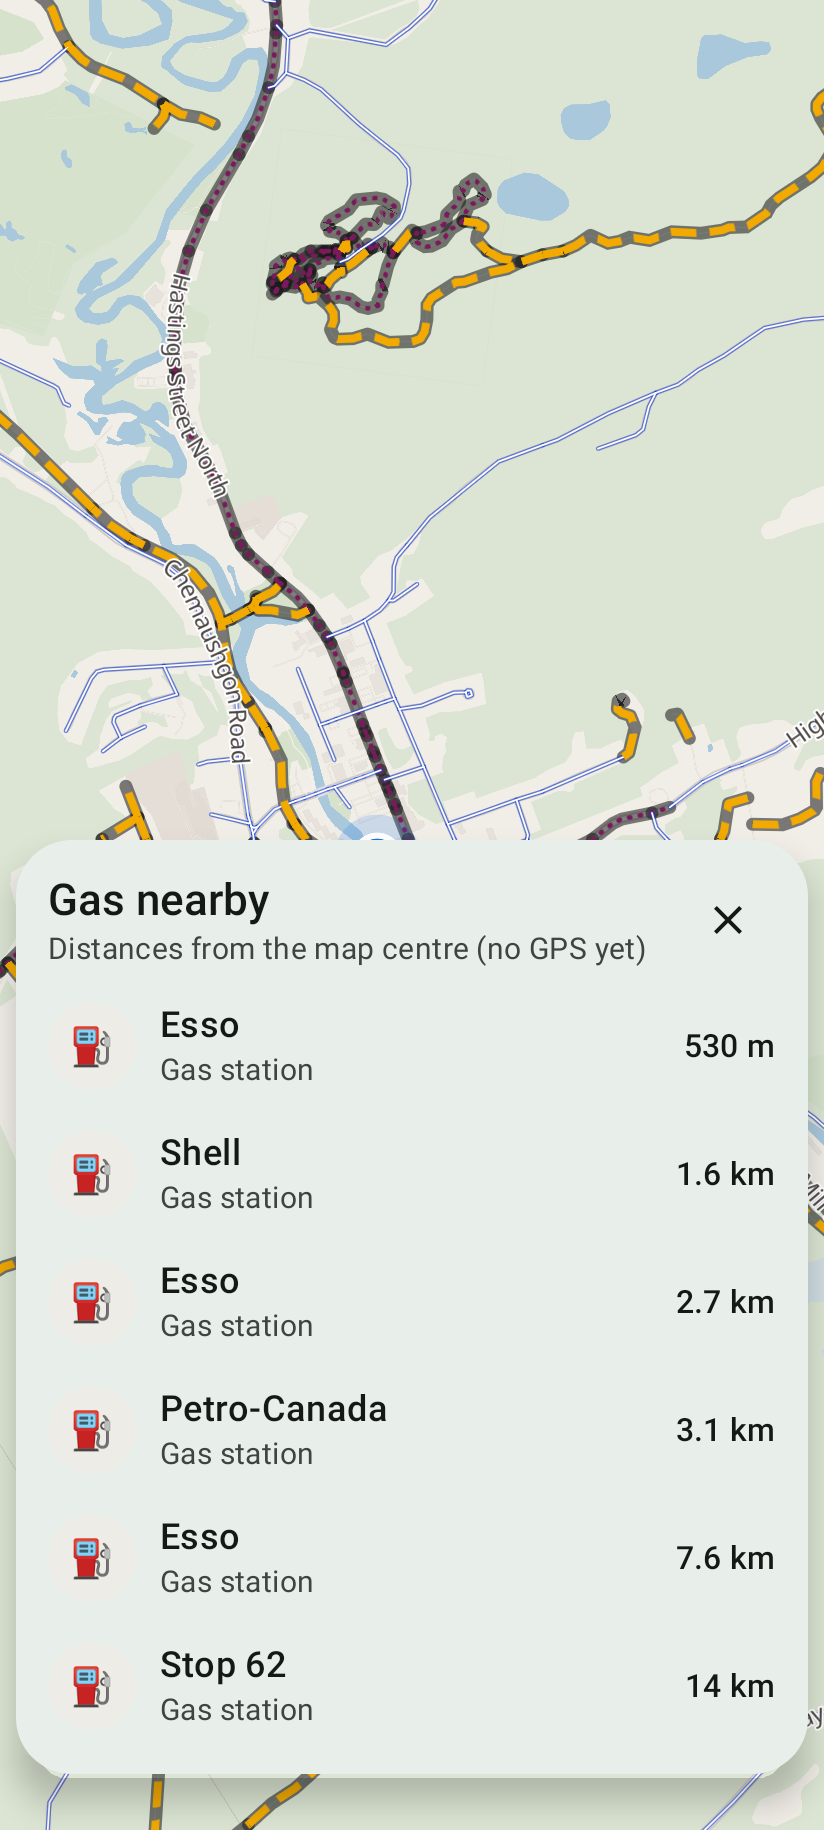 Hastings Street North
Chemaushgon Road
High
Gas nearby
Distances from the map centre (no GPS yet)
Esso
Gas station
530 m
Shell
Gas station
1.6 km
Esso
Gas station
2.7 km
Petro-Canada
Gas station
3.1 km
Esso
Gas station
7.6 km
Stop 62
Gas station
14 km